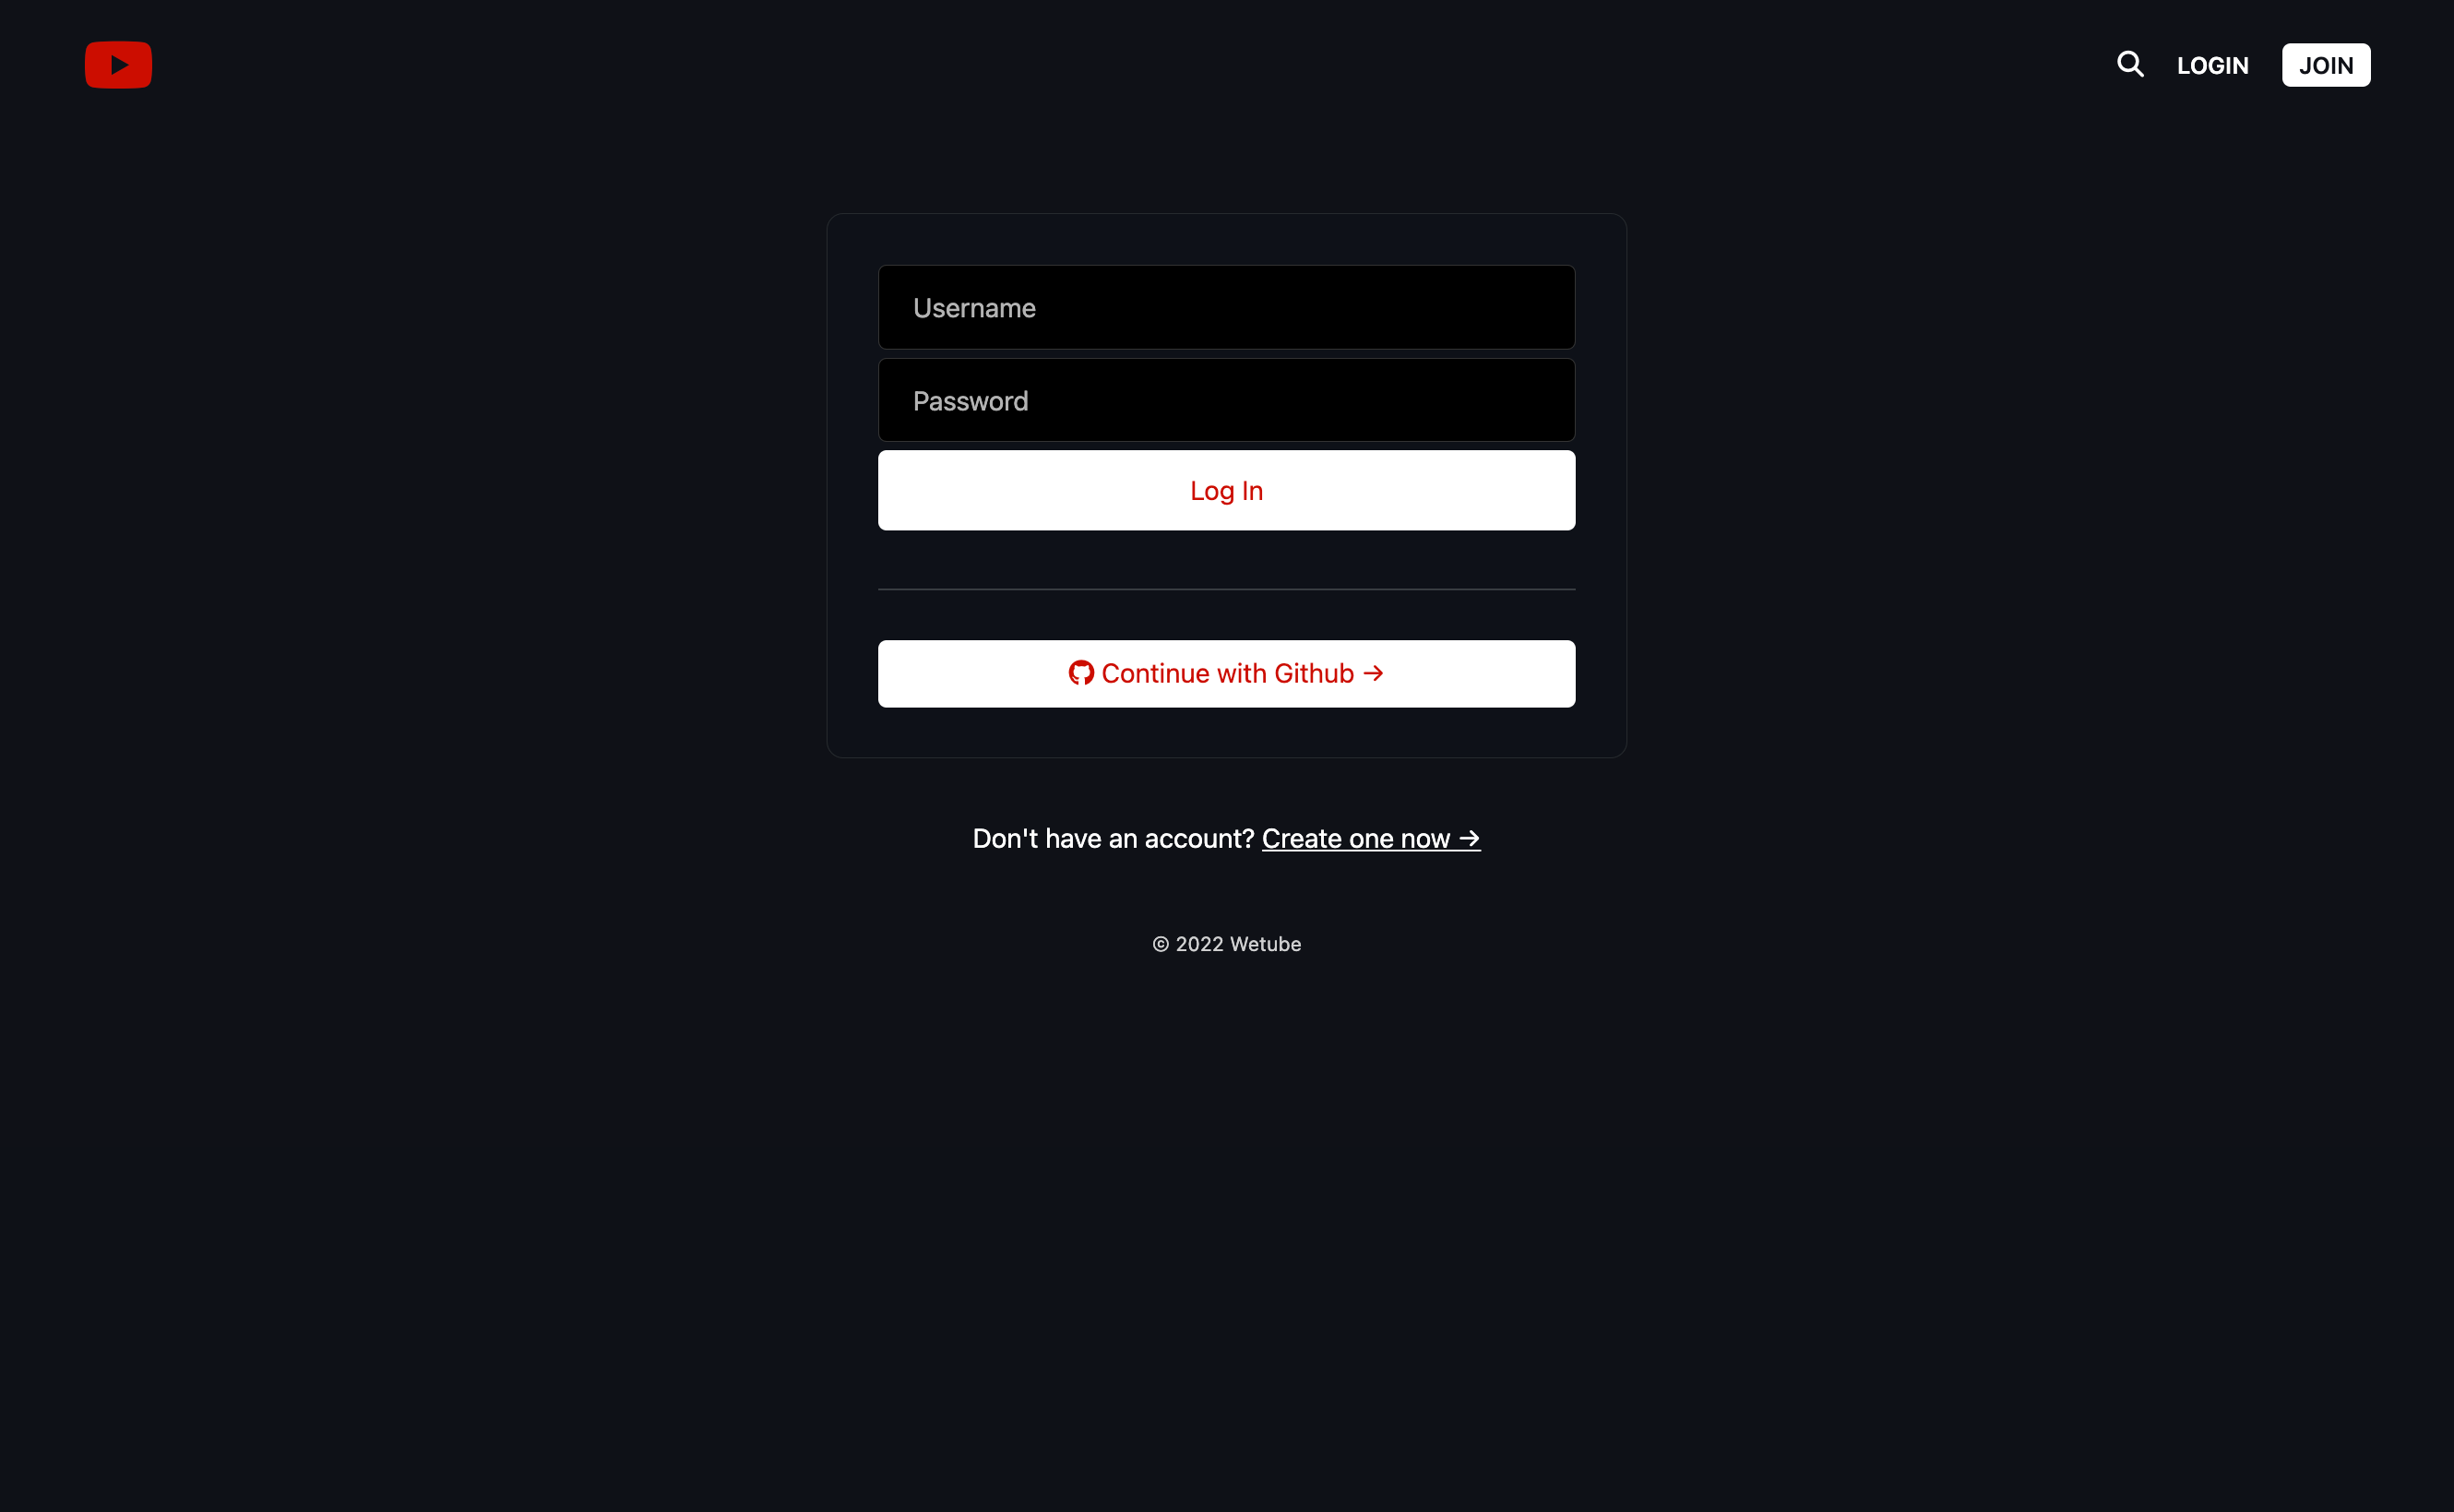 LOGIN JOIN
Username
Password
Log In
Continue with Github →
Don't have an account? Create one now →
© 2022 Wetube